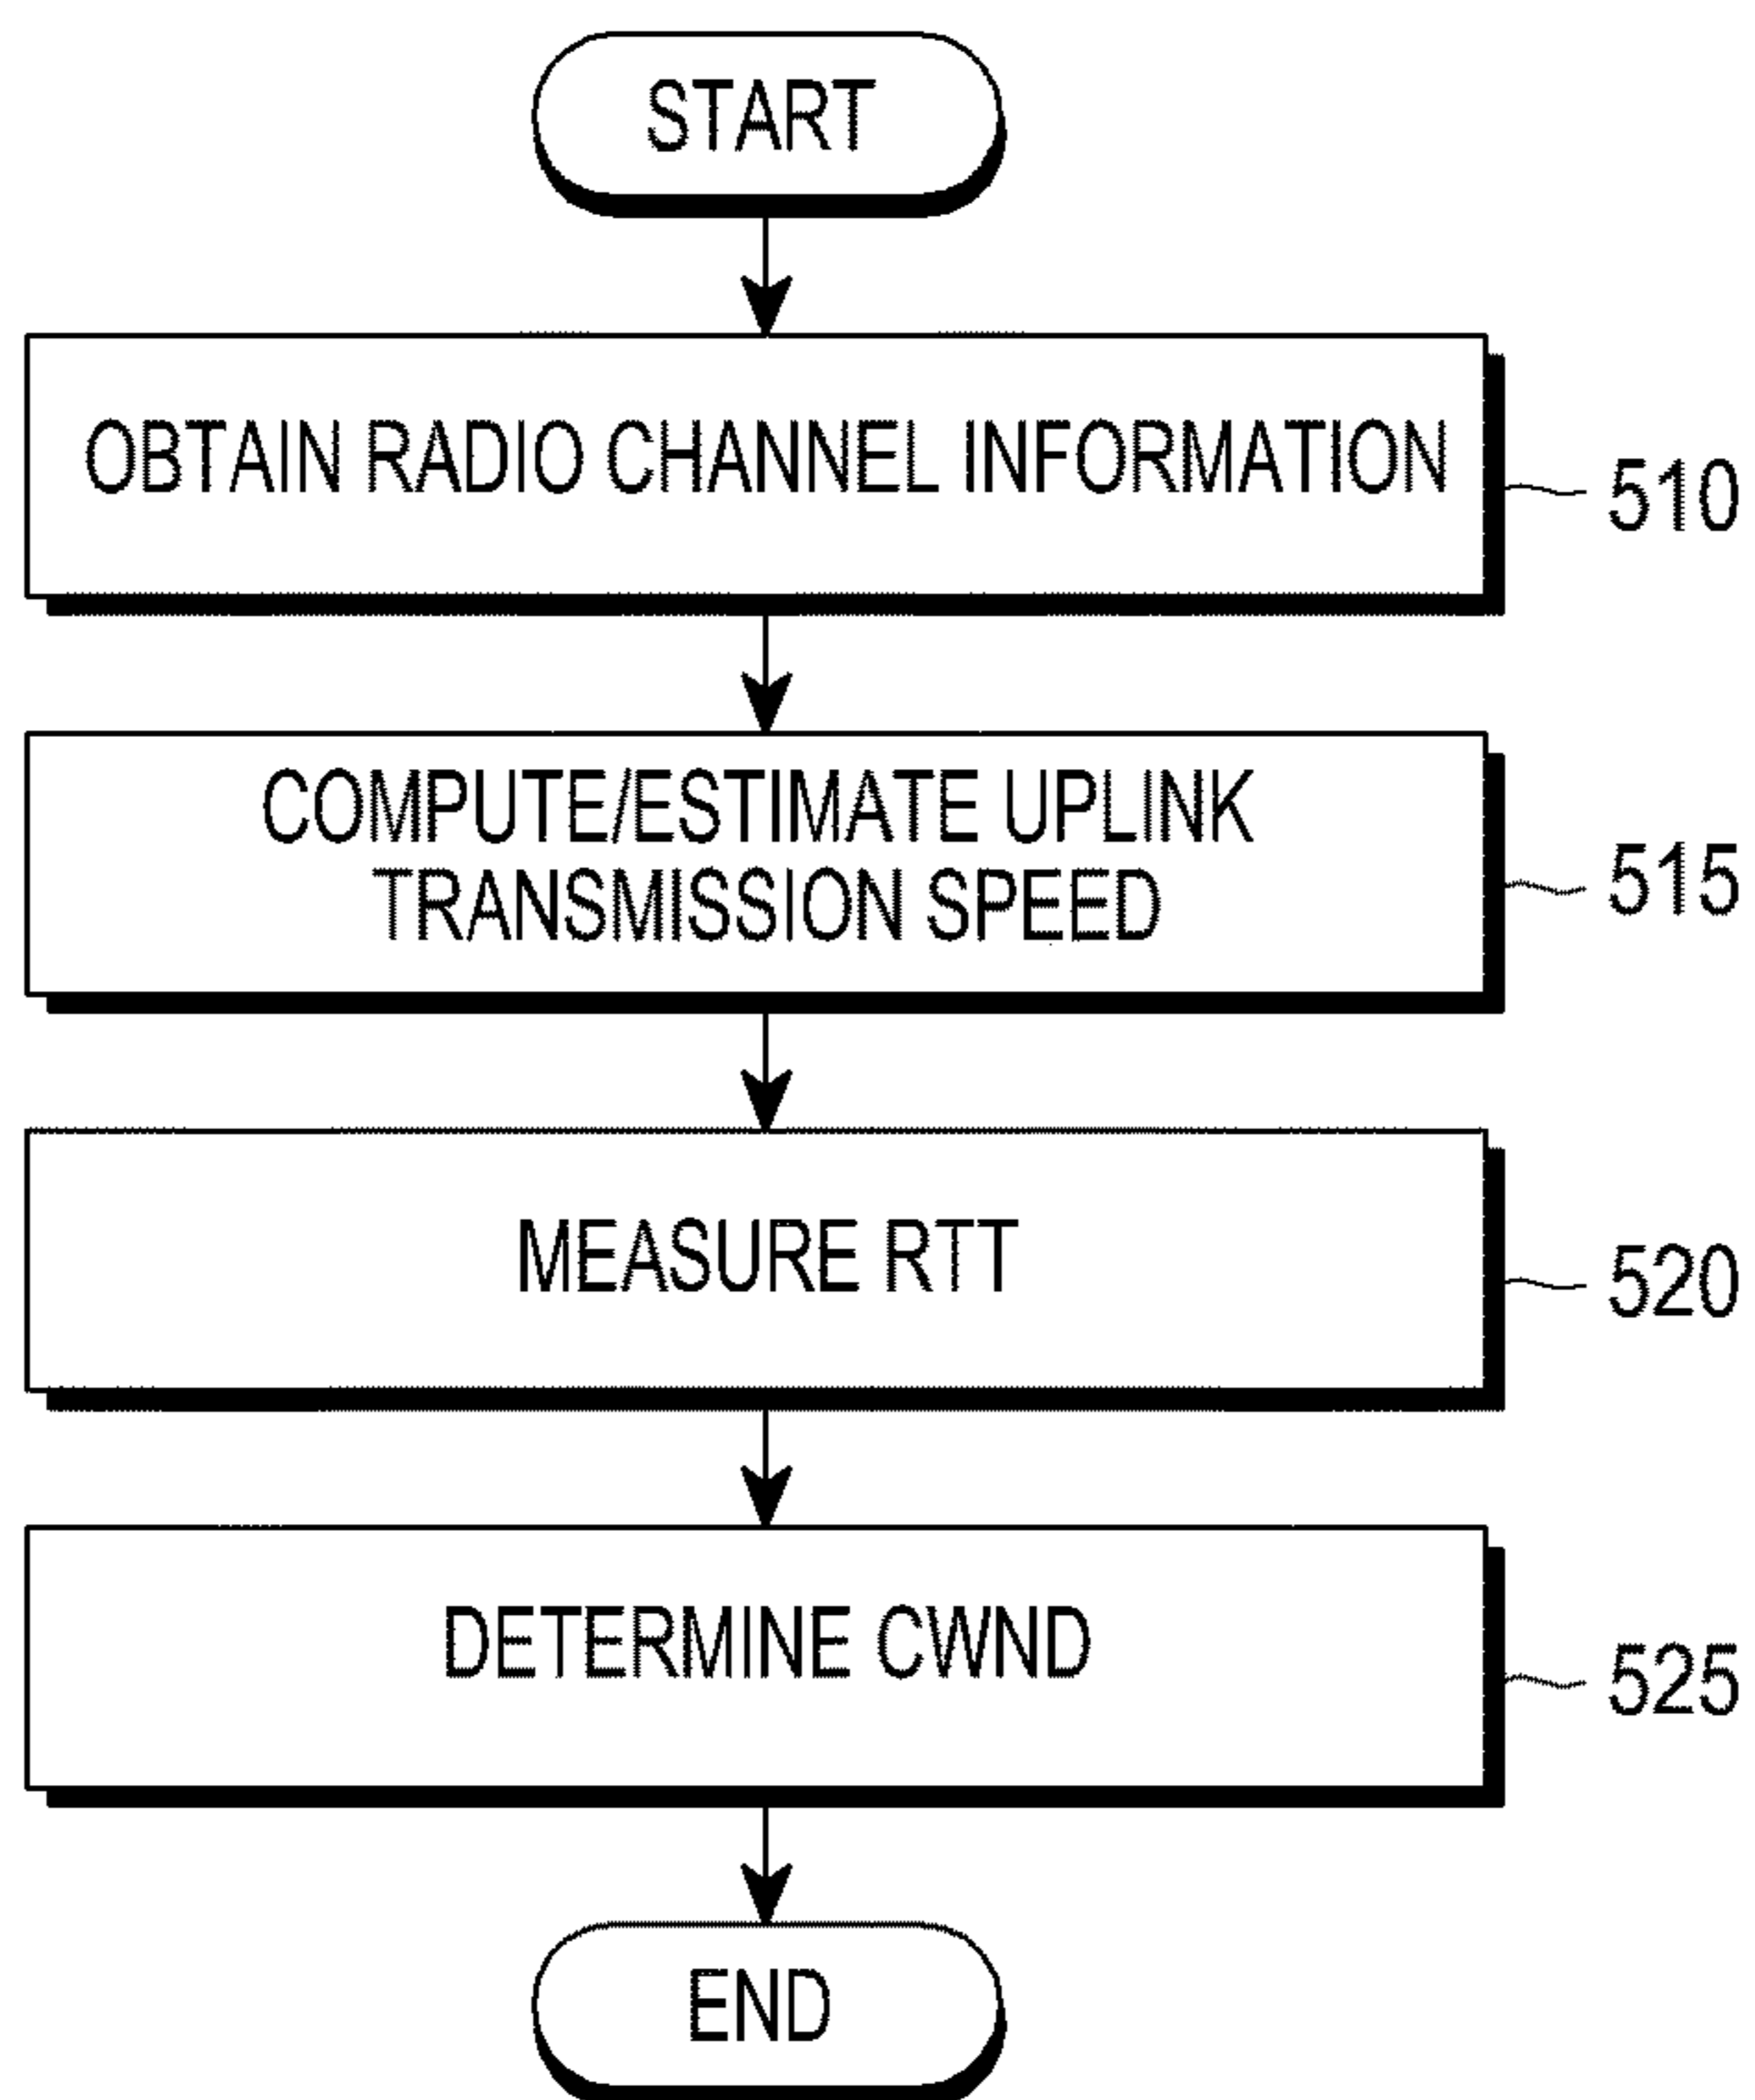 START
OBTAIN RADIO CHANNEL INFORMATION
510
COMPUTE/ESTIMATE UPLINK
TRANSMISSION SPEED
515
MEASURE RTT
520
DETERMINE CWND
525
END